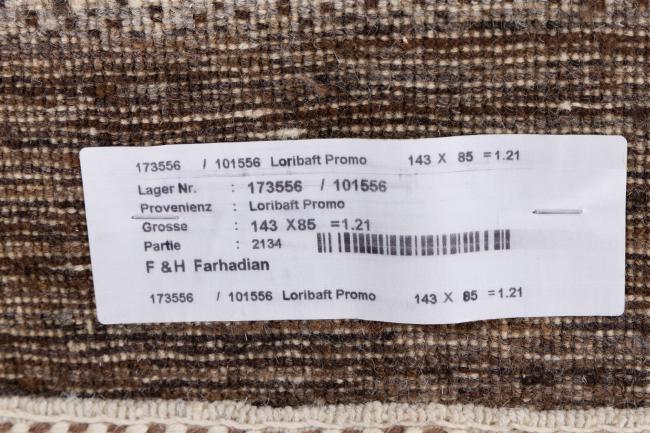 173556 / 101556 Loribaft Promo 143 X 85 =1.21
Lager Nr. : 173556 / 101556
Provenienz : Loribaft Promo
Grosse : 143 X85 =1.21
Partie : 2134
F &H Farhadian
173556 / 101556 Loribaft Promo 143 X 85 =1.21